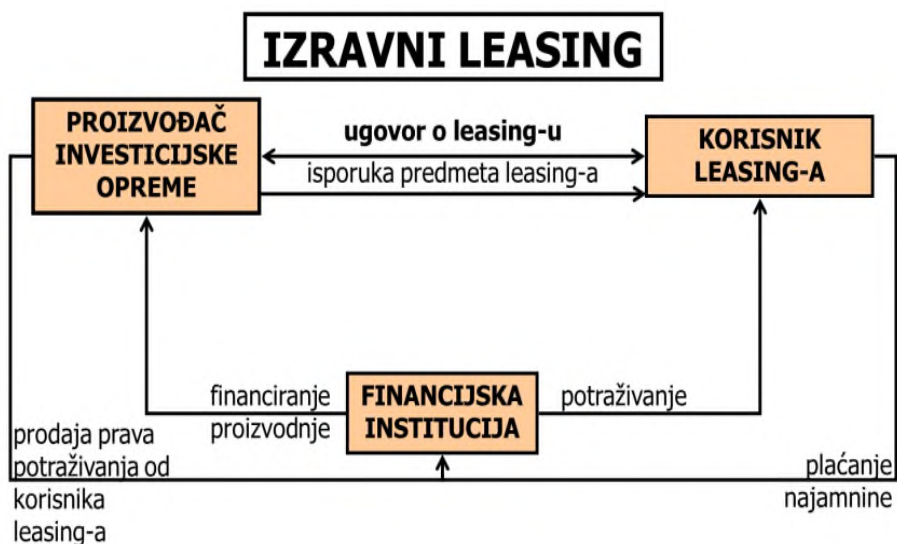 IZRAVNI LEASING
PROIZVOĐAČ
INVESTICIJSKE
OPREME
ugovor o leasing-u
isporuka predmeta leasing-a
KORISNIK
LEASING-A
financiranje
proizvodnje
FINANCIJSKA
INSTITUCIJA
potraživanje
prodaja prava
potraživanja od
korisnika
leasing-a
plaćanje
najamnine